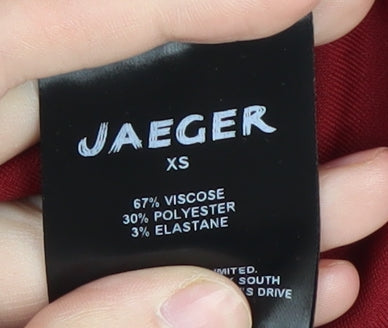 JAEGER
XS
67% VISCOSE
30% POLYESTER
3% ELASTANE
SOUTH
DRIVE